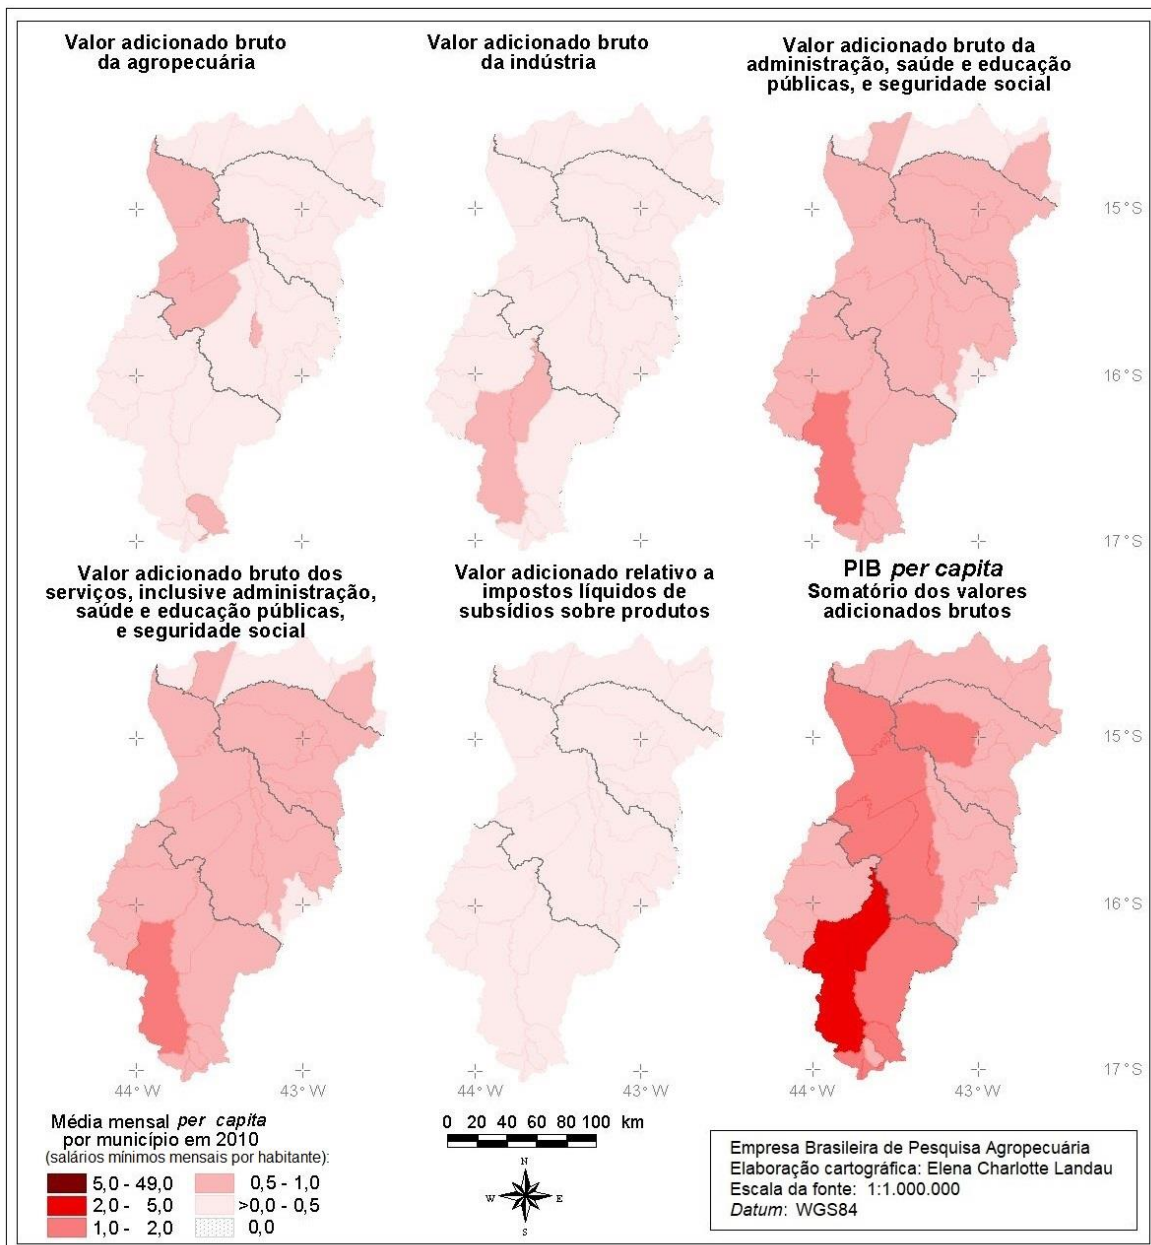 Valor adicionado bruto
da agropecuária
Valor adicionado bruto
da indústria
Valor adicionado bruto da
administração, saúde e educação
públicas, e seguridade social
15°S
16°S
17°S
Valor adicionado bruto dos
serviços, inclusive administração,
saúde e educação públicas,
e seguridade social
Valor adicionado relativo a
impostos líquidos de
subsídios sobre produtos
PIB per capita
Somatório dos valores
adicionados brutos
15°S
16°S
17°S
44°W
43°W
44°W
43°W
44°W
43°W
Média mensal per capita
por município em 2010
(salários mínimos mensais por habitante):
5,0 - 49,0
2,0 - 5,0
1,0 - 2,0
0,5 - 1,0
>0,0 - 0,5
0,0
0 20 40 60 80 100 km
N
W E
S
Empresa Brasileira de Pesquisa Agropecuária
Elaboração cartográfica: Elena Charlotte Landau
Escala da fonte: 1:1.000.000
Datum: WGS84